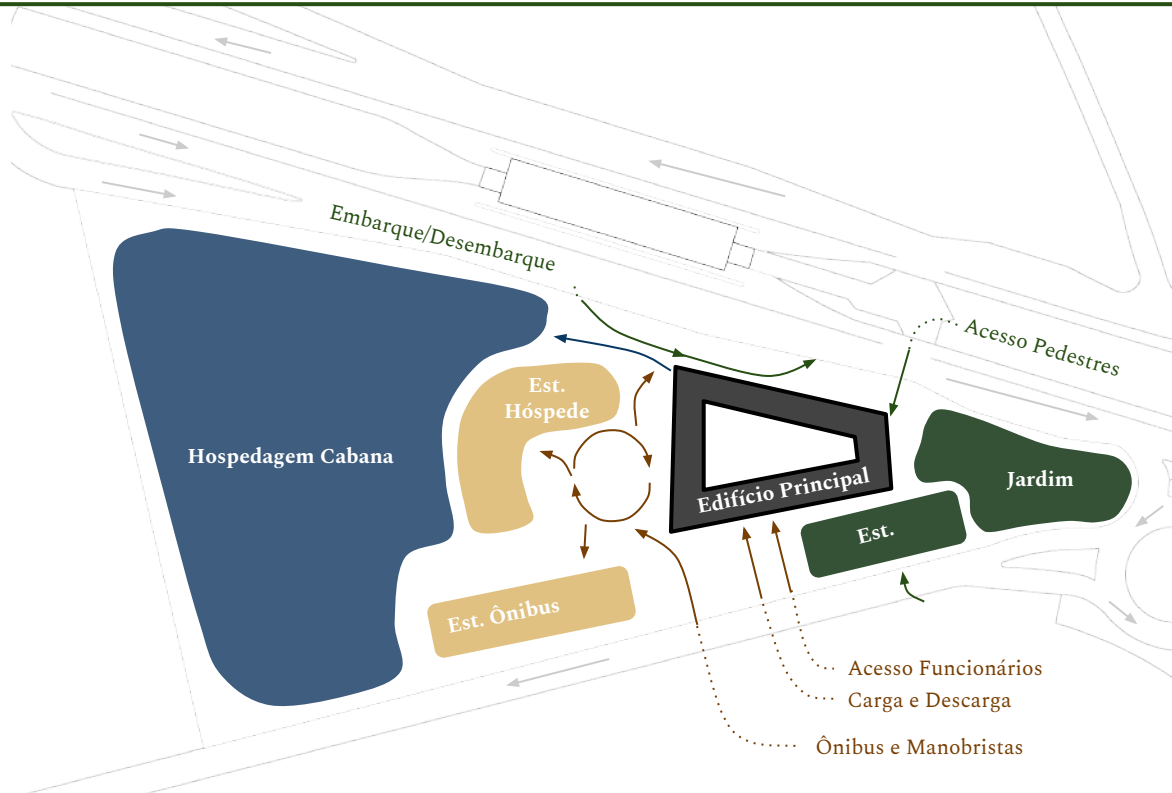 Embarque/Desembarque
Acesso Pedestres
Est.
Hóspede
Hospedagem Cabana
Edifício Principal
Jardim
Est.
Est. Ônibus
Acesso Funcionários
Carga e Descarga
Ônibus e Manobristas